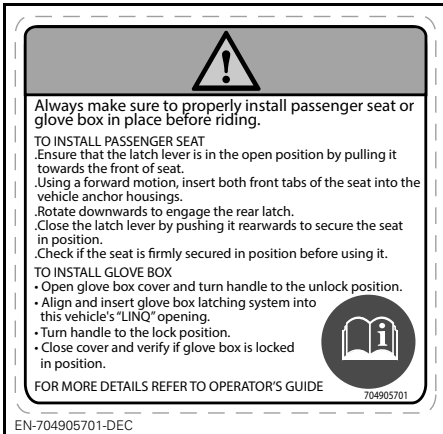 Always make sure to properly install passenger seat or
glove box in place before riding.
TO INSTALL PASSENGER SEAT
.Ensure that the latch lever is in the open position by pulling it
towards the front of seat.
.Using a forward motion, insert both front tabs of the seat into the
vehicle anchor housings.
.Rotate downwards to engage the rear latch.
.Close the latch lever by pushing it rearwards to secure the seat
in position.
.Check if the seat is firmly secured in position before using it.
TO INSTALL GLOVE BOX
• Open glove box cover and turn handle to the unlock position.
• Align and insert glove box latching system into
this vehicle's "LINQ" opening.
• Turn handle to the lock position.
• Close cover and verify if glove box is locked
in position.
FOR MORE DETAILS REFER TO OPERATOR'S GUIDE
704905701
EN-704905701-DEC